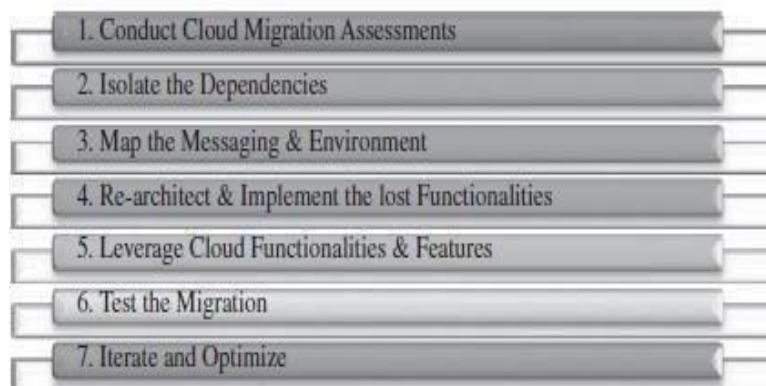 1. Conduct Cloud Migration Assessments
2. Isolate the Dependencies
3. Map the Messaging & Environment
4. Re-architect & Implement the lost Functionalities
5. Leverage Cloud Functionalities & Features
6. Test the Migration
7. Iterate and Optimize